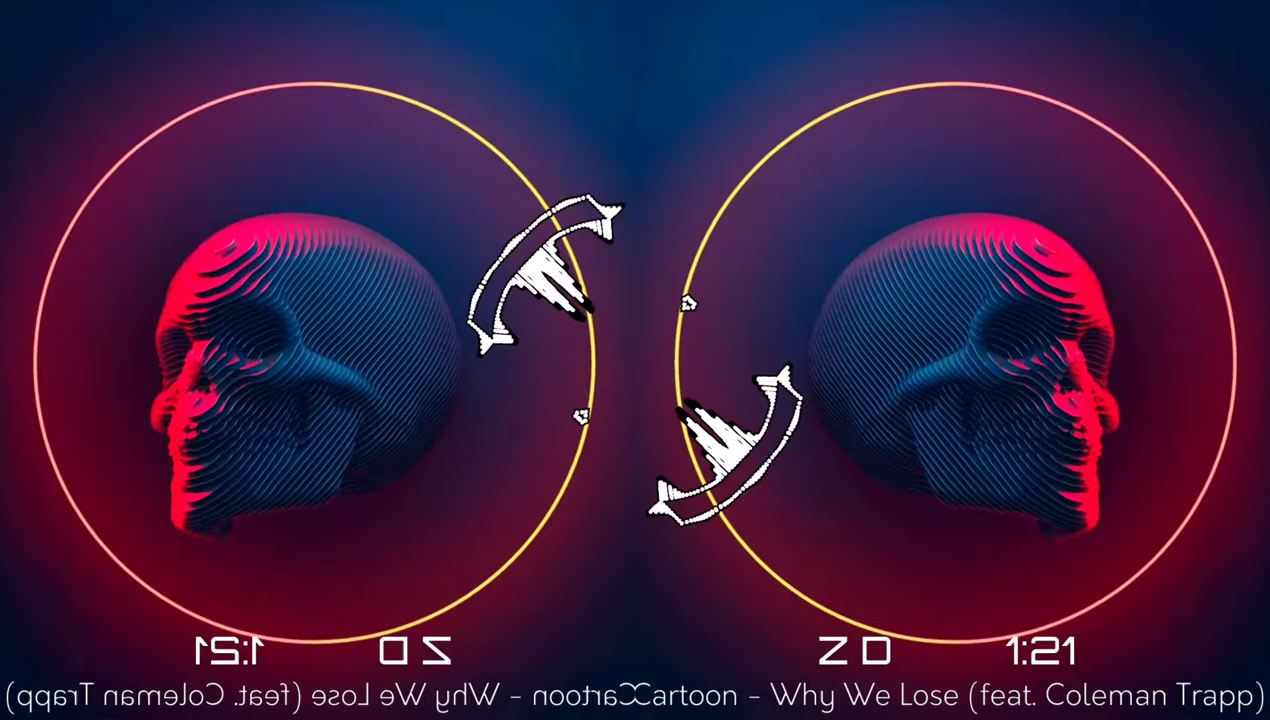 1:21 Z D Z D 1:21
Cartoon - Why We Lose (feat. Coleman Trapp) Cartoon - Why We Lose (feat. Coleman Trapp)